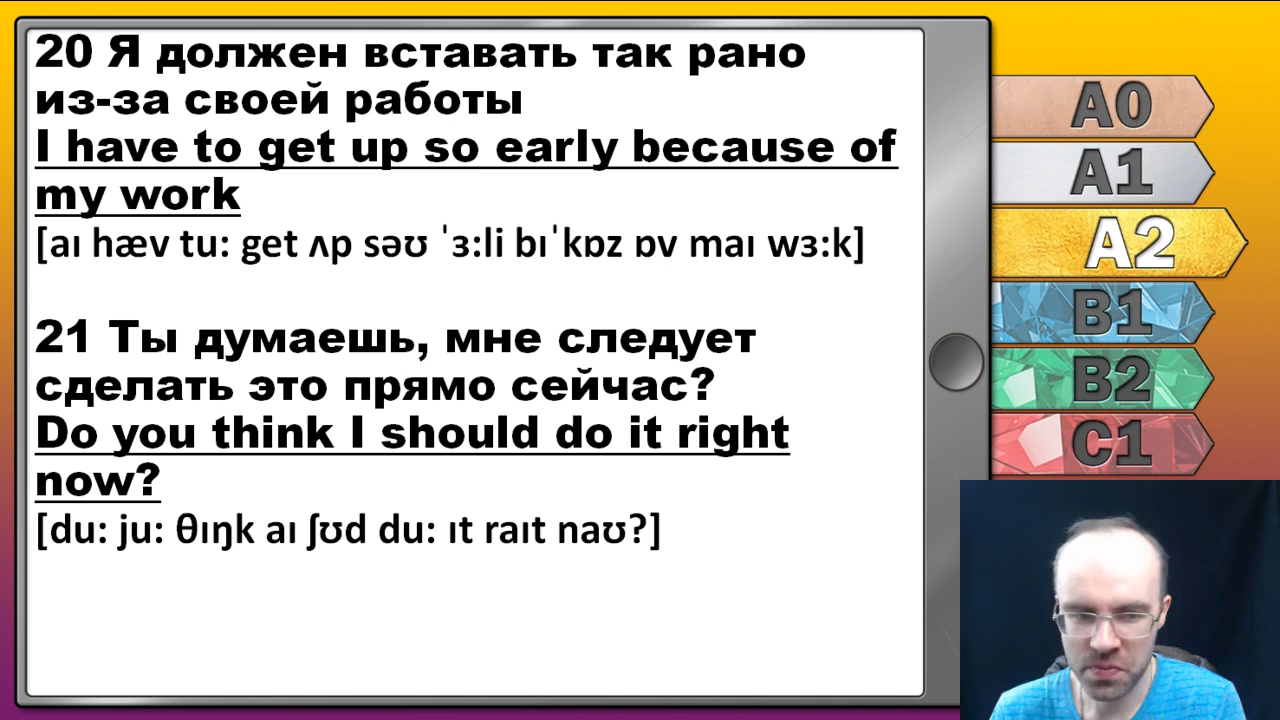 20 Я должен вставать так рано
из-за своей работы
I have to get up so early because of
my work
[aɪ hæv tu: get ʌp səʊ ˈɜ:li bɪˈkɒz ɒv maɪ wɜ:k]
21 Ты думаешь, мне следует
сделать это прямо сейчас?
Do you think I should do it right
now?
[du: ju: θɪŋk aɪ ʃʊd du: ɪt raɪt naʊ?]
A0
A1
A2
B1
B2
C1